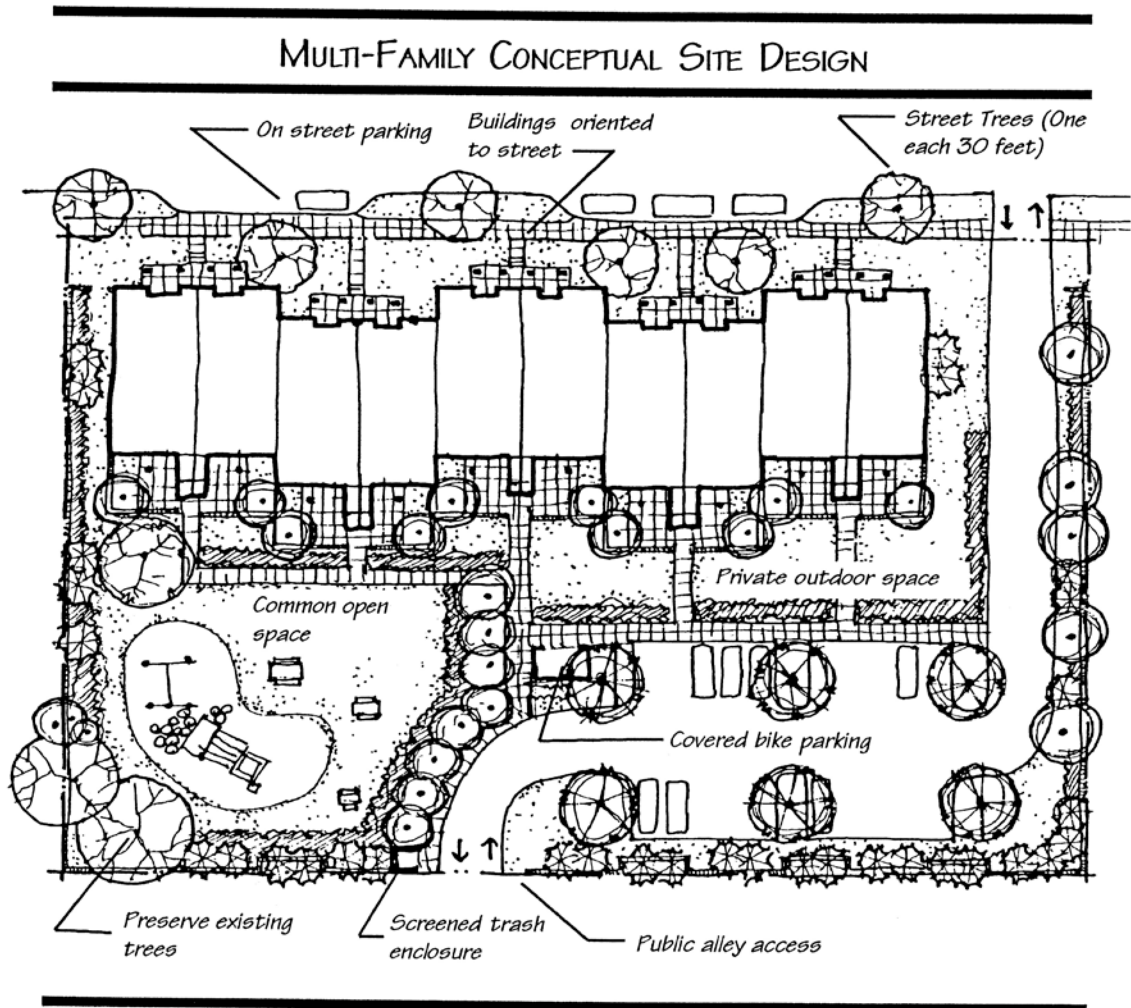 MULTI-FAMILY CONCEPTUAL SITE DESIGN
On street parking
Buildings oriented
to street
Street Trees (One
each 30 feet)
Common open
space
Private outdoor space
Covered bike parking
Preserve existing
trees
Screened trash
enclosure
Public alley access